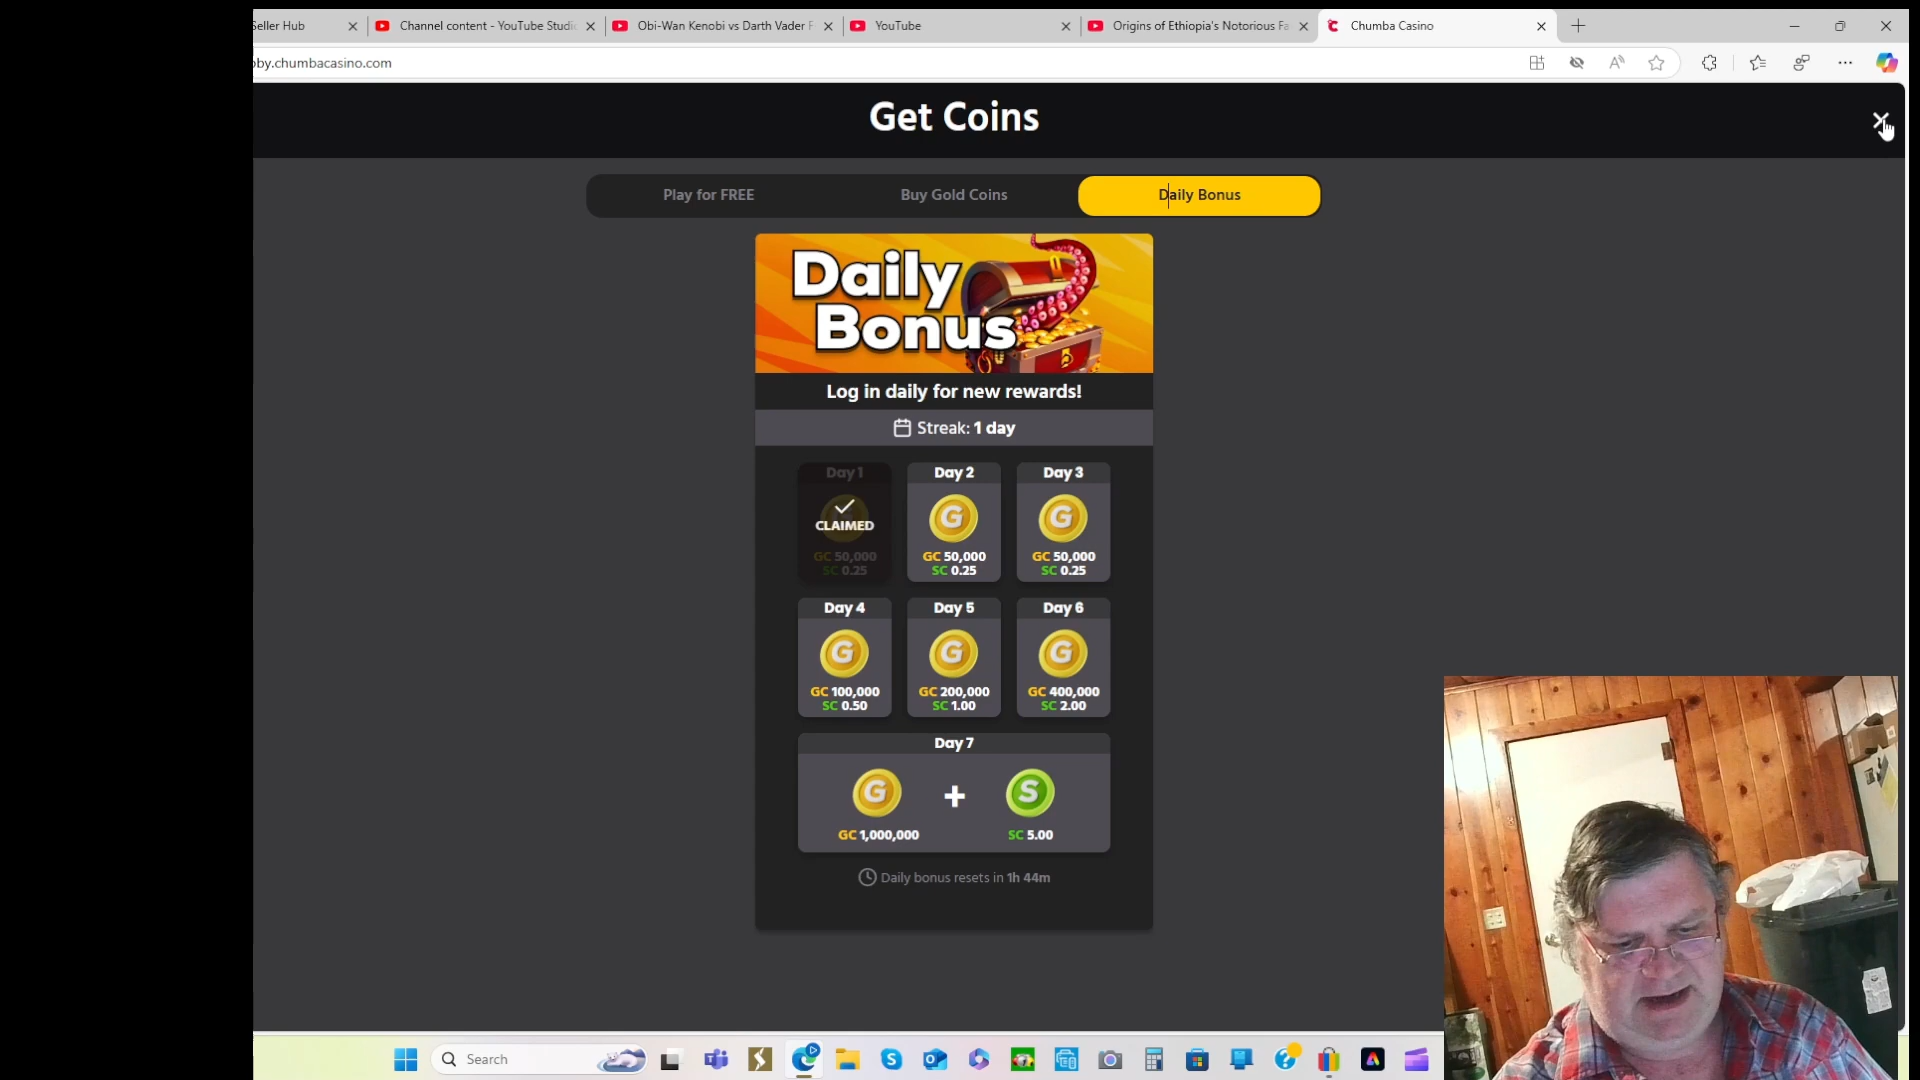 Seller Hub
Channel content - YouTube Studi
Obi-Wan Kenobi vs Darth Vader F
YouTube
Origins of Ethiopia's Notorious Fa
Chumba Casino
by.chumbacasino.com
Get Coins
Play for FREE
Buy Gold Coins
Daily Bonus
Daily
Bonus
Log in daily for new rewards!
Streak: 1 day
Day 1
CLAIMED
GC 50,000
SC 0.25
Day 2
G
GC 50,000
SC 0.25
Day 3
G
GC 50,000
SC 0.25
Day 4
G
GC 100,000
SC 0.50
Day 5
G
GC 200,000
SC 1.00
Day 6
G
GC 400,000
SC 2.00
Day 7
G + S
GC 1,000,000
SC 5.00
Daily bonus resets in 1h 44m
Search